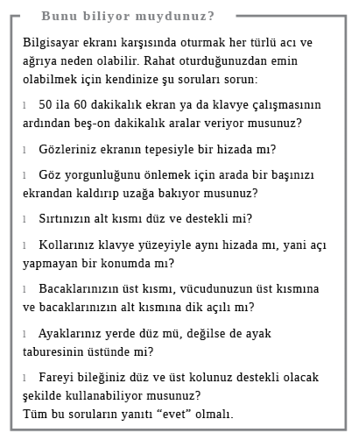 Bunu biliyor muydunuz?
Bilgisayar ekranı karşısında oturmak her türlü acı ve
ağrıya neden olabilir. Rahat oturduğunuzdan emin
olabilmek için kendinize şu soruları sorun:
l 50 ila 60 dakikalık ekran ya da klavye çalışmasının
ardından beş-on dakikalık aralar veriyor musunuz?
l Gözleriniz ekranın tepesiyle bir hizada mı?
l Göz yorgunluğunu önlemek için arada bir başınızı
ekrandan kaldırıp uzağa bakıyor musunuz?
l Sırtınızın alt kısmı düz ve destekli mi?
l Kollarınız klavye yüzeyiyle aynı hizada mı, yani açı
yapmayan bir konumda mı?
l Bacaklarınızın üst kısmı, vücudunuzun üst kısmına
ve bacaklarınızın alt kısmına dik açılı mı?
l Ayaklarınız yerde düz mü, değilse de ayak
taburesinin üstünde mi?
l Fareyi bileğiniz düz ve üst kolunuz destekli olacak
şekilde kullanabiliyor musunuz?
Tüm bu soruların yanıtı “evet” olmalı.